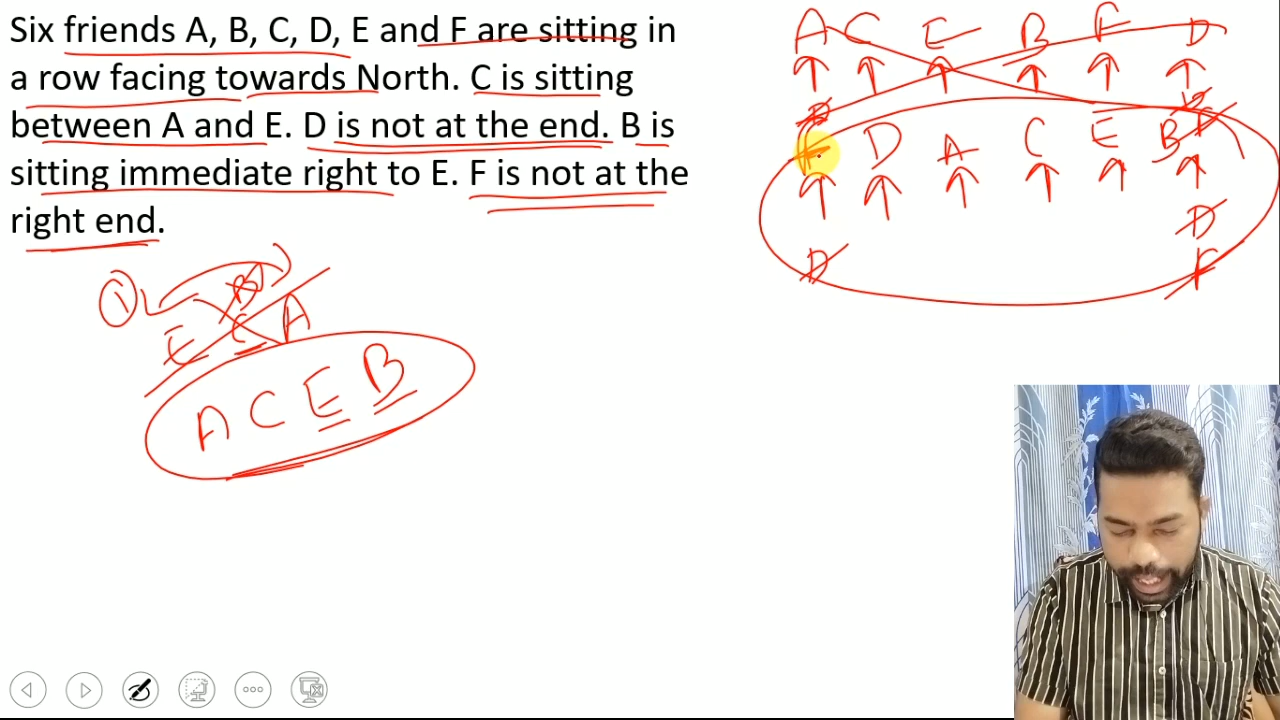 Six friends A, B, C, D, E and F are sitting in
a row facing towards North. C is sitting
between A and E. D is not at the end. B is
sitting immediate right to E. F is not at the
right end.
A C E B F D
F D A C E B
D
D
F
1
B
E C A
A C E B